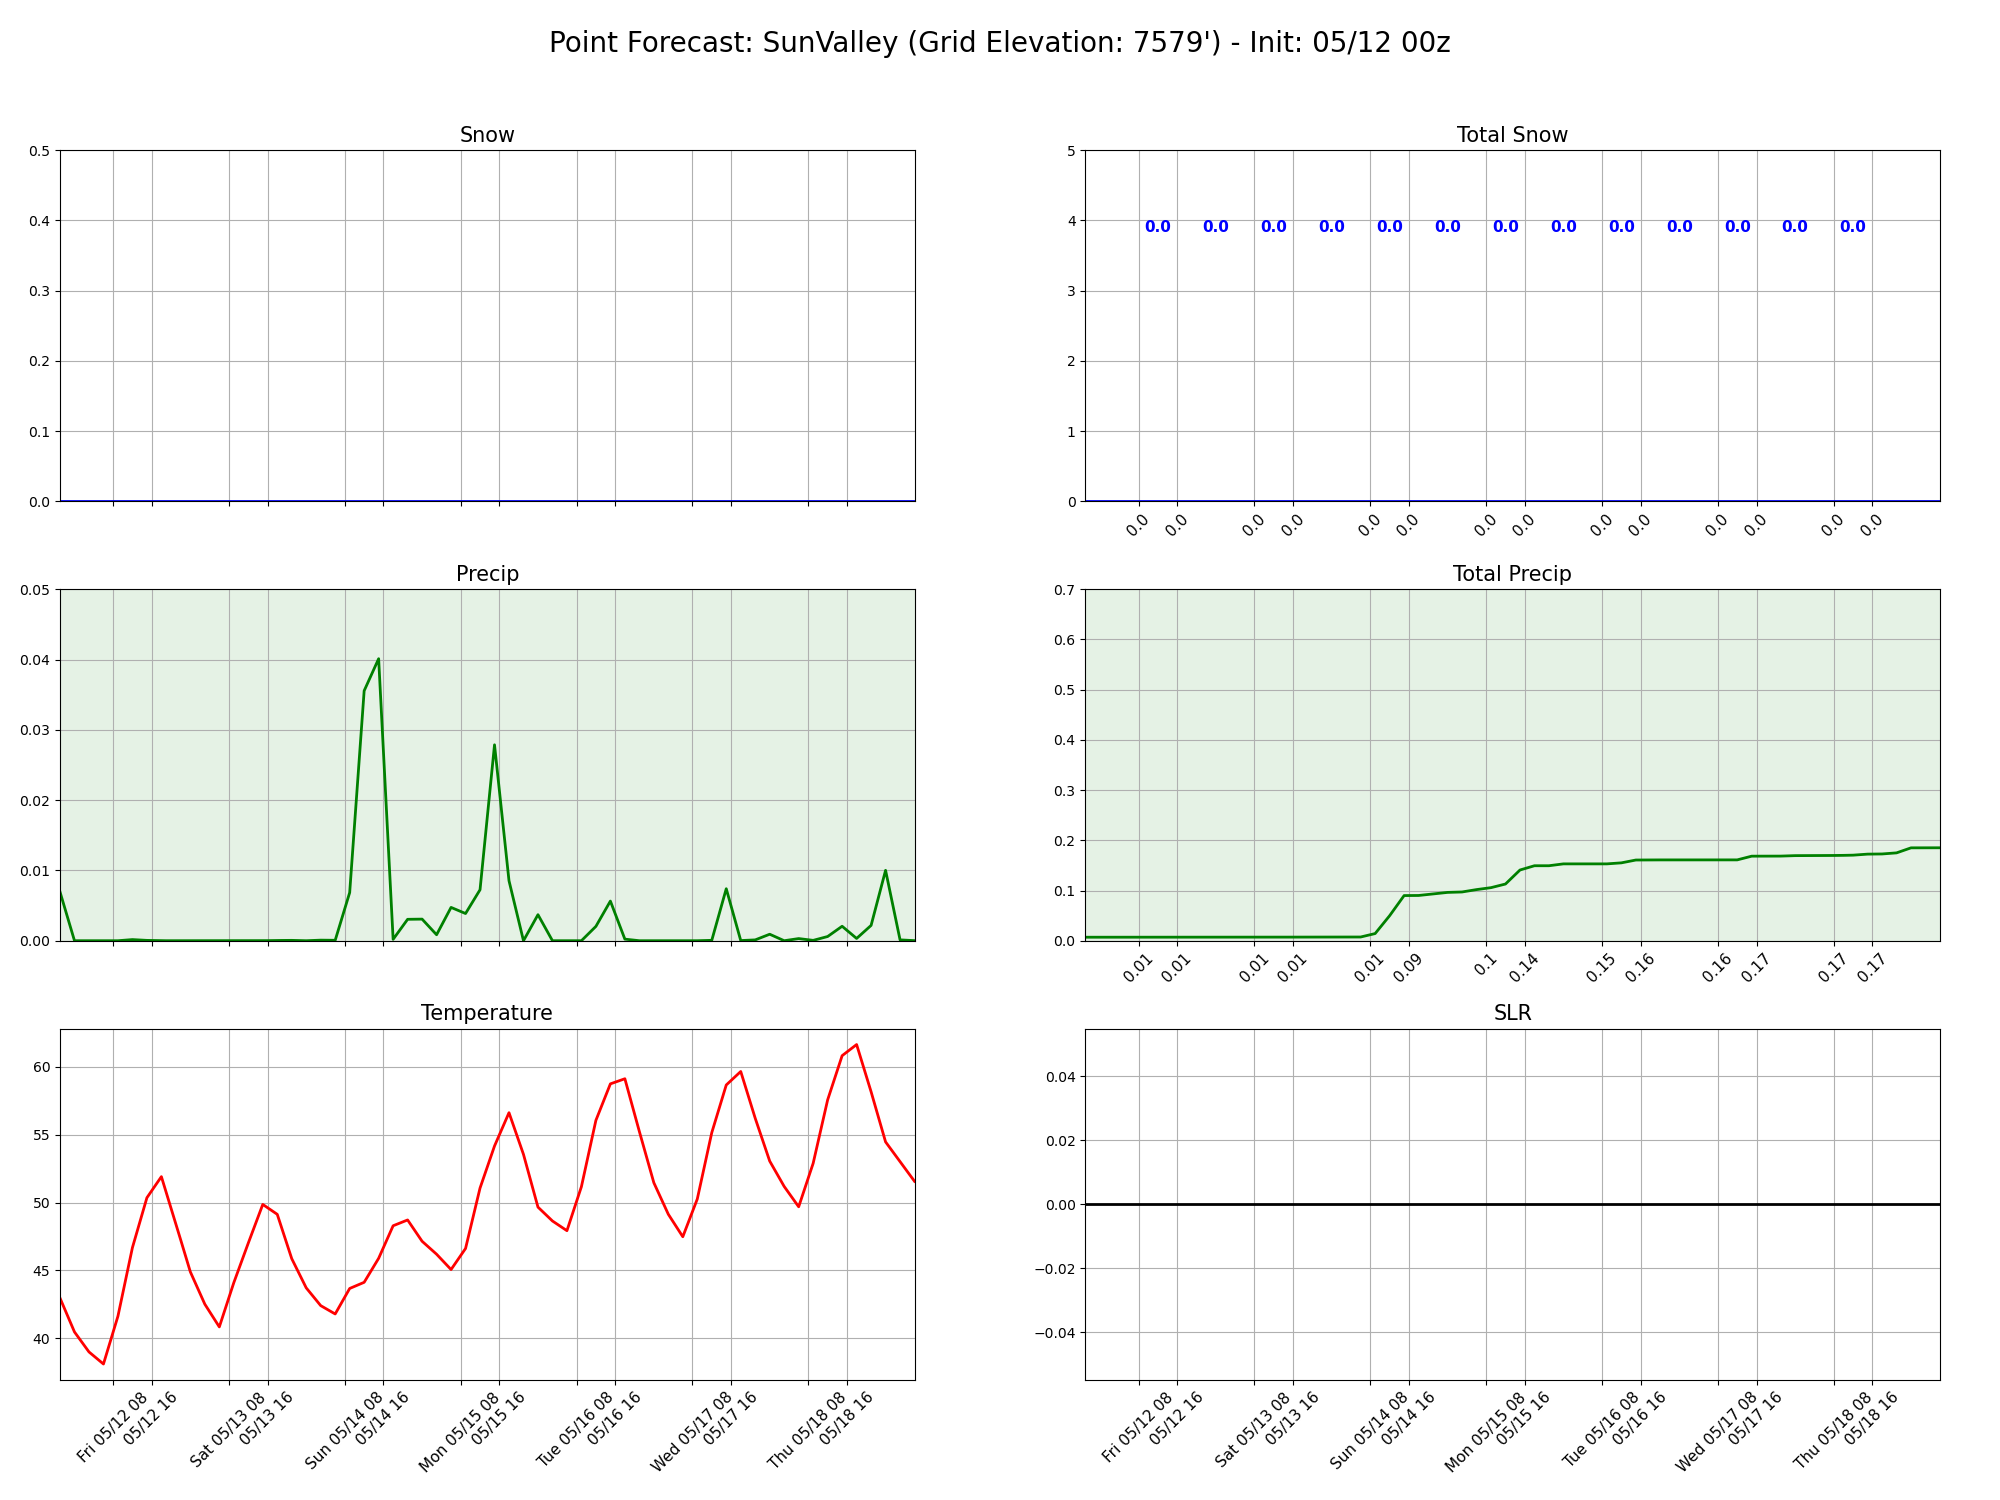 Point Forecast: SunValley (Grid Elevation: 7579') - Init: 05/12 00z
Snow
0.5
0.4
0.3
0.2
0.1
0.0
Total Snow
5
4
3
2
1
0
0.0 0.0 0.0 0.0 0.0 0.0 0.0 0.0 0.0 0.0 0.0 0.0 0.0
0.0 0.0 0.0 0.0 0.0 0.0 0.0 0.0 0.0 0.0 0.0 0.0 0.0 0.0
Precip
0.05
0.04
0.03
0.02
0.01
0.00
Total Precip
0.7
0.6
0.5
0.4
0.3
0.2
0.1
0.0
0.01 0.01 0.01 0.01 0.01 0.09 0.1 0.14 0.15 0.16 0.16 0.17 0.17 0.17
Temperature
60
55
50
45
40
Fri 05/12 08
05/12 16
Sat 05/13 08
05/13 16
Sun 05/14 08
05/14 16
Mon 05/15 08
05/15 16
Tue 05/16 08
05/16 16
Wed 05/17 08
05/17 16
Thu 05/18 08
05/18 16
SLR
0.04
0.02
0.00
−0.02
−0.04
Fri 05/12 08
05/12 16
Sat 05/13 08
05/13 16
Sun 05/14 08
05/14 16
Mon 05/15 08
05/15 16
Tue 05/16 08
05/16 16
Wed 05/17 08
05/17 16
Thu 05/18 08
05/18 16